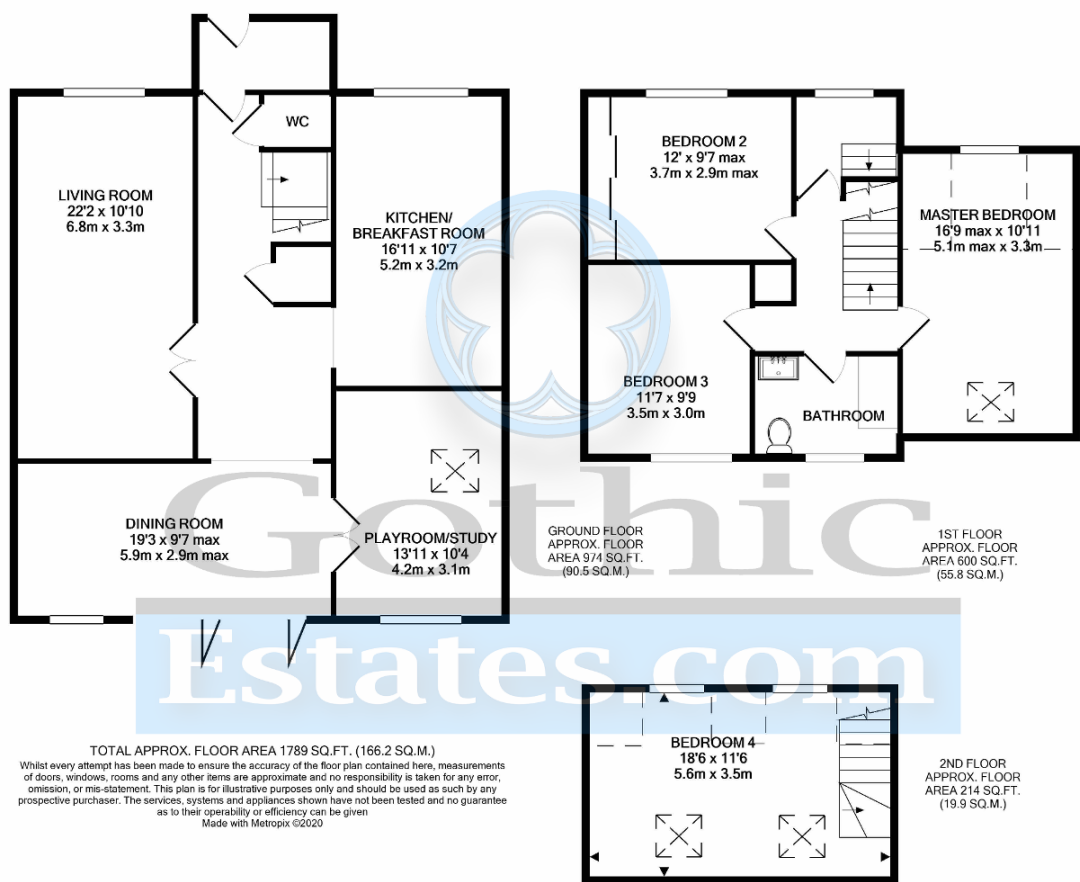 WC
LIVING ROOM
22'2 x 10'10
6.8m x 3.3m
KITCHEN/
BREAKFAST ROOM
16'11 x 10'7
5.2m x 3.2m
DINING ROOM
19'3 x 9'7 max
5.9m x 2.9m max
PLAYROOM/STUDY
13'11 x 10'4
4.2m x 3.1m
BEDROOM 2
12' x 9'7 max
3.7m x 2.9m max
MASTER BEDROOM
16'9 max x 10'11
5.1m max x 3.3m
BEDROOM 3
11'7 x 9'9
3.5m x 3.0m
BATHROOM
Gothic
Estates.com
GROUND FLOOR
APPROX. FLOOR
AREA 974 SQ.FT.
(90.5 SQ.M.)
1ST FLOOR
APPROX. FLOOR
AREA 600 SQ.FT.
(55.8 SQ.M.)
BEDROOM 4
18'6 x 11'6
5.6m x 3.5m
2ND FLOOR
APPROX. FLOOR
AREA 214 SQ.FT.
(19.9 SQ.M.)
TOTAL APPROX. FLOOR AREA 1789 SQ.FT. (166.2 SQ.M.)
Whilst every attempt has been made to ensure the accuracy of the floor plan contained here, measurements
of doors, windows, rooms and any other items are approximate and no responsibility is taken for any error,
omission, or mis-statement. This plan is for illustrative purposes only and should be used as such by any
prospective purchaser. The services, systems and appliances shown have not been tested and no guarantee
as to their operability or efficiency can be given
Made with Metropix ©2020